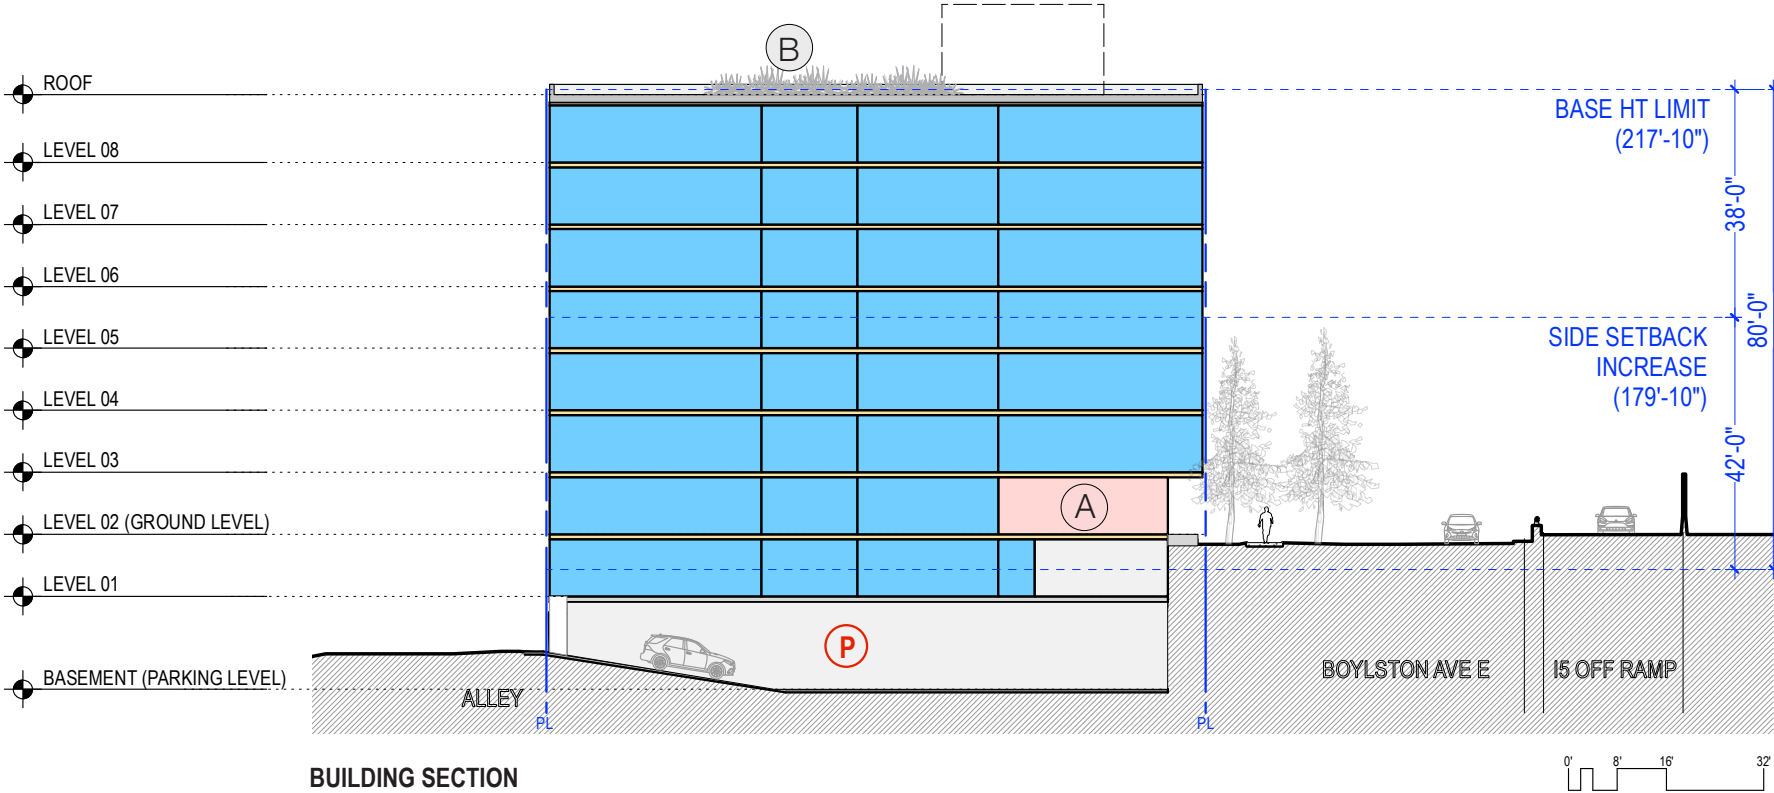 B
ROOF
BASE HT LIMIT
(217'-10")
LEVEL 08
38'-0"
LEVEL 07
LEVEL 06
80'-0"
LEVEL 05
SIDE SETBACK
INCREASE
(179'-10")
LEVEL 04
42'-0"
LEVEL 03
A
LEVEL 02 (GROUND LEVEL)
LEVEL 01
P
BASEMENT (PARKING LEVEL)
ALLEY
BOYLSTON AVE E
I5 OFF RAMP
PL
PL
BUILDING SECTION
0'
8'
16'
32'